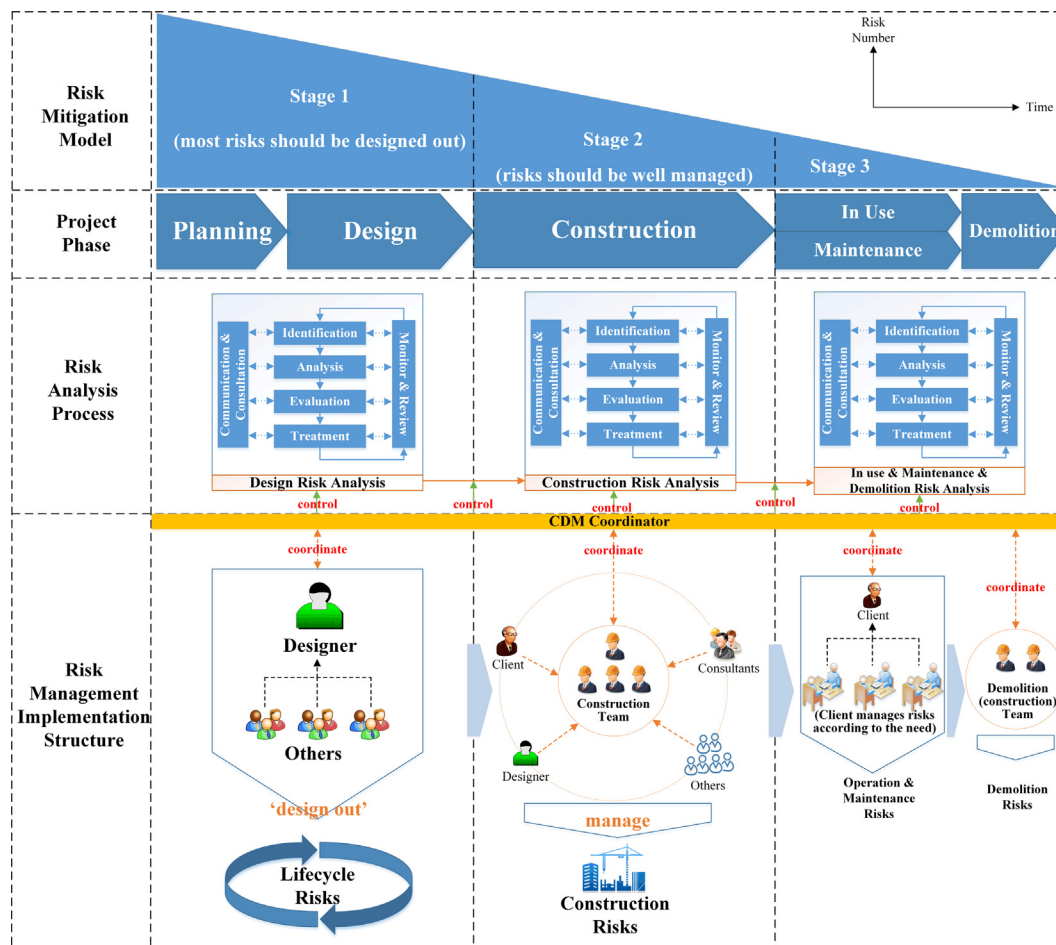 Risk
Mitigation
Model
Stage 1
(most risks should be designed out)
Stage 2
(risks should be well managed)
Stage 3
Risk
Number
Time
Project
Phase
Planning
Design
Construction
In Use
Maintenance
Demolition
Risk
Analysis
Process
Communication &
Consultation
Identification
Analysis
Evaluation
Treatment
Monitor & Review
Design Risk Analysis
Communication &
Consultation
Identification
Analysis
Evaluation
Treatment
Monitor & Review
Construction Risk Analysis
Communication &
Consultation
Identification
Analysis
Evaluation
Treatment
Monitor & Review
In use & Maintenance &
Demolition Risk Analysis
control
control
control
control
control
CDM Coordinator
Risk
Management
Implementation
Structure
coordinate
Designer
Others
'design out'
Lifecycle
Risks
coordinate
Client
Consultants
Construction
Team
Designer
Others
manage
Construction
Risks
coordinate
Client
(Client manages risks
according to the need)
Operation &
Maintenance
Risks
coordinate
Demolition
(construction)
Team
Demolition
Risks